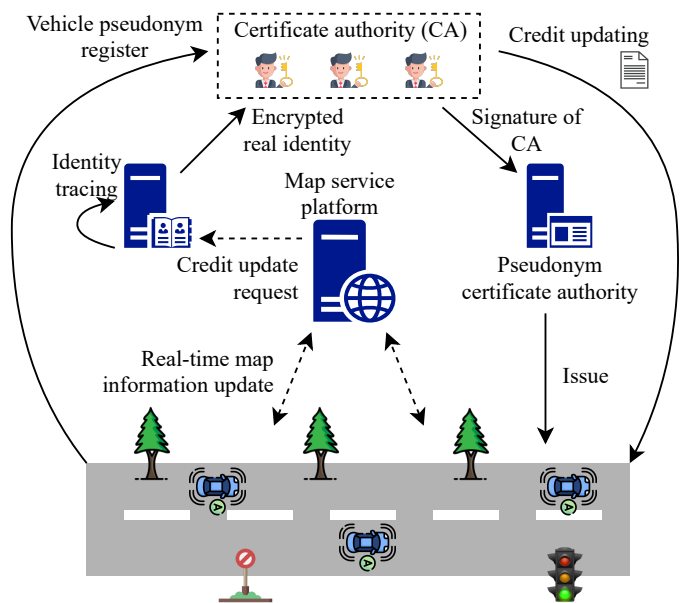 Vehicle pseudonym
register
Certificate authority (CA)
Credit updating
Encrypted
real identity
Signature of
CA
Identity
tracing
Map service
platform
Credit update
request
Pseudonym
certificate authority
Real-time map
information update
Issue
A
A
A